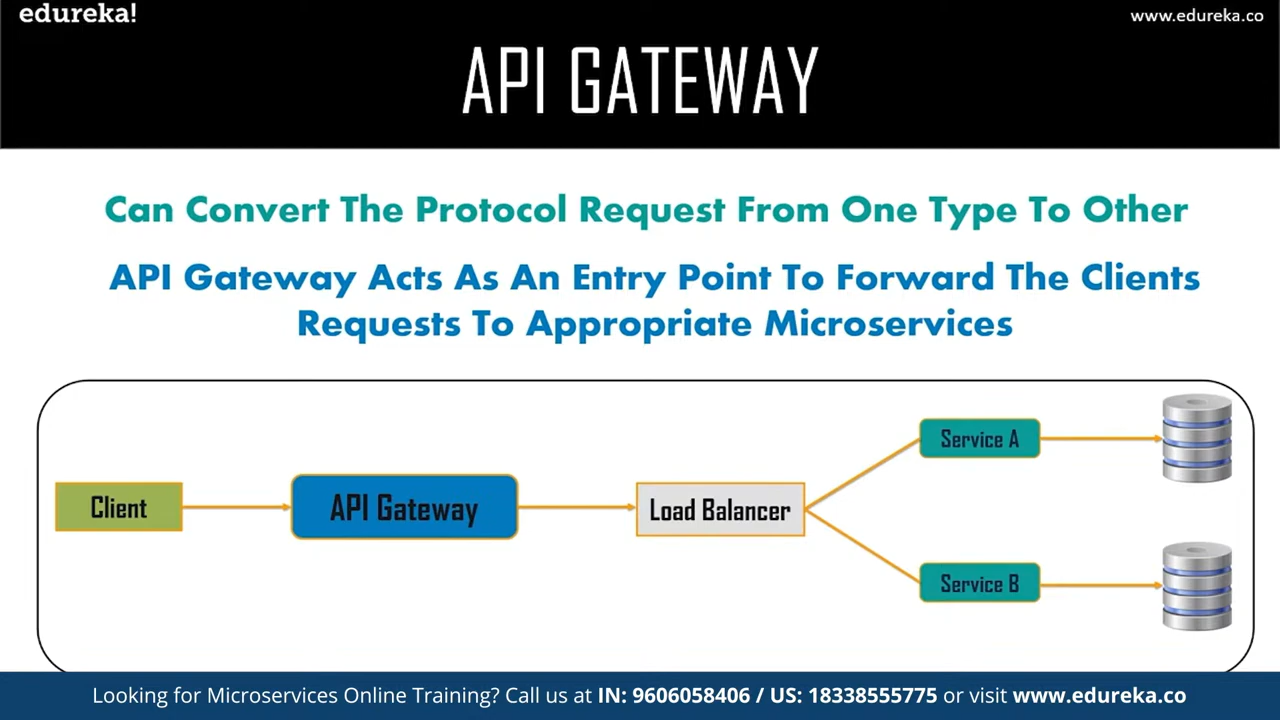 edureka!
www.edureka.co
API GATEWAY
Can Convert The Protocol Request From One Type To Other
API Gateway Acts As An Entry Point To Forward The Clients
Requests To Appropriate Microservices
Client
API Gateway
Load Balancer
Service A
Service B
Looking for Microservices Online Training? Call us at IN: 9606058406 / US: 18338555775 or visit www.edureka.co